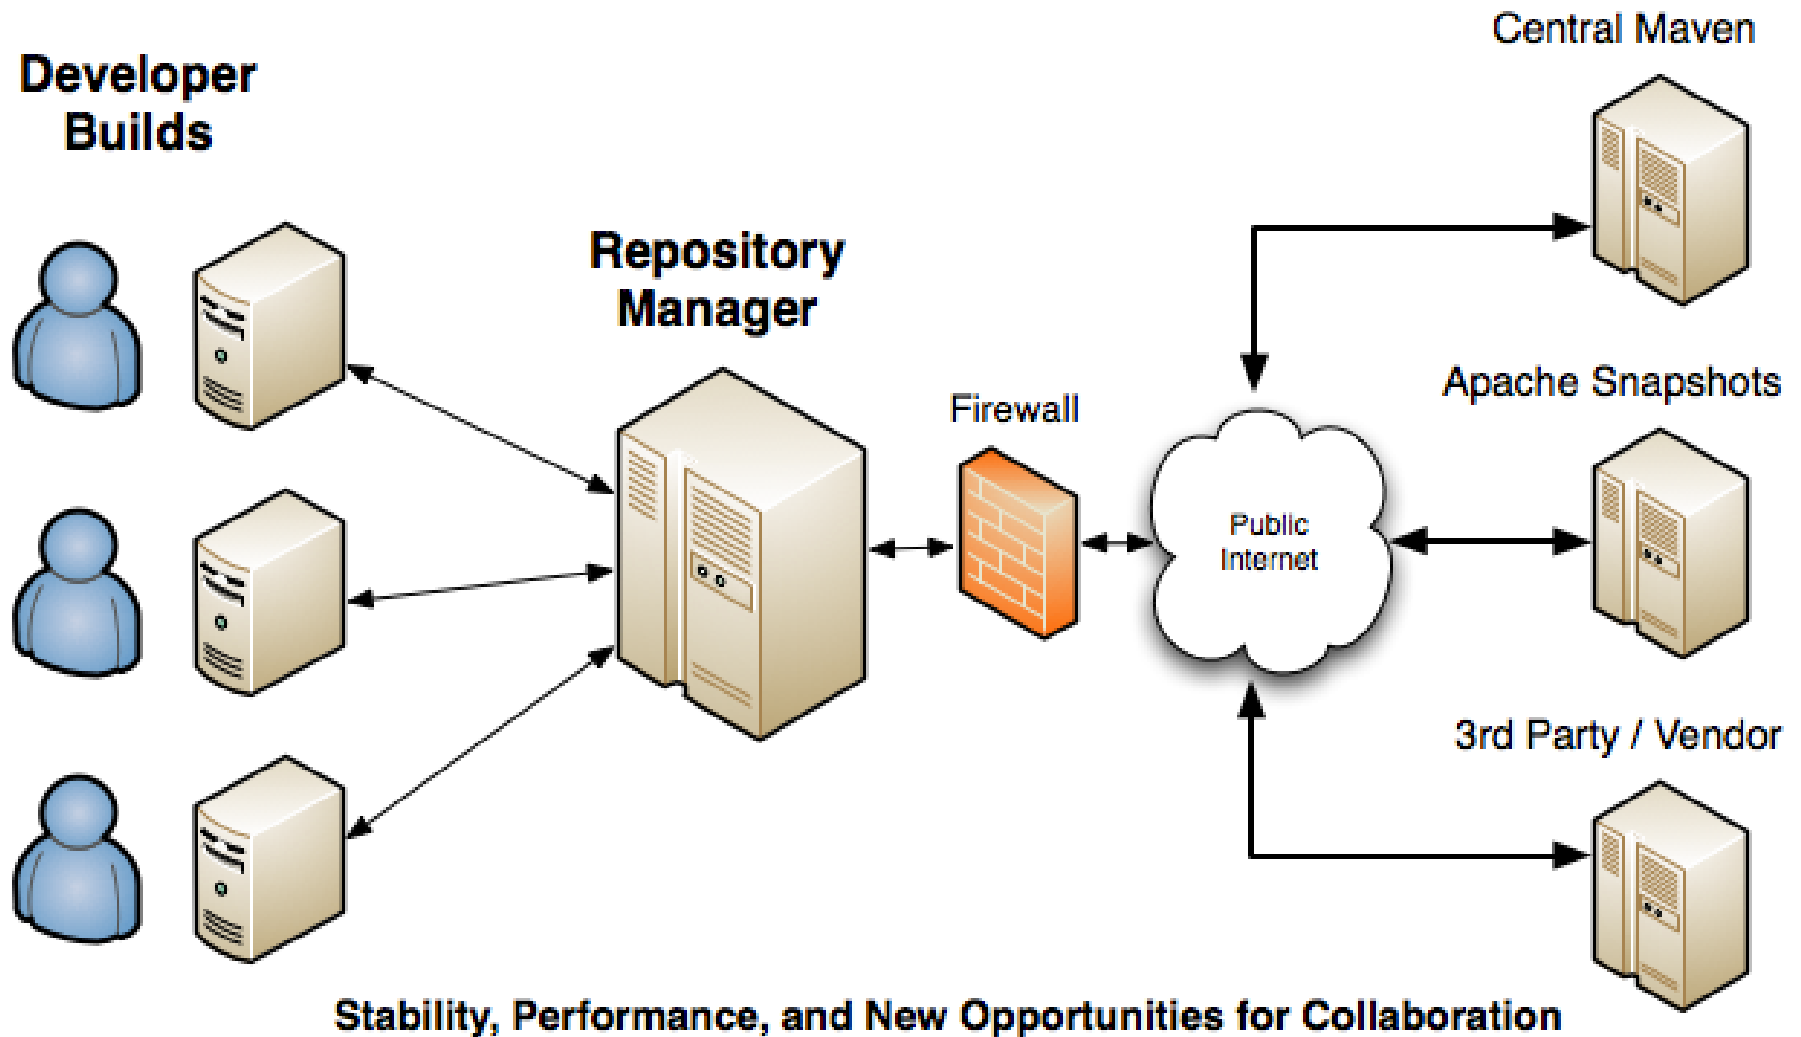 Developer
Builds
Repository
Manager
Firewall
Public
Internet
Central Maven
Apache Snapshots
3rd Party / Vendor
Stability, Performance, and New Opportunities for Collaboration